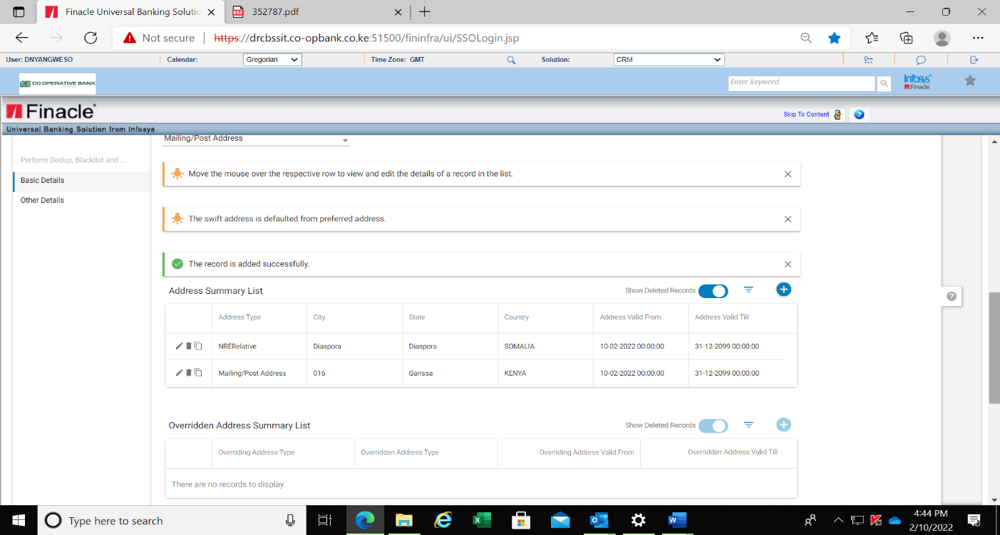 Finacle Universal Banking Solutio
352787.pdf
Not secure | https://drcbssit.co-opbank.co.ke:51500/fininfra/ui/SSOLogin.jsp
User: DNYANGWESO Calendar: Gregorian Time Zone: GMT Solution: CRM
CO-OPERATIVE BANK Enter keyword Infosys Finacle
Finacle Skip To Content
Universal Banking Solution from Infosys
Mailing/Post Address
Perform Dedup, Blacklist and ...
Basic Details
Other Details
Move the mouse over the respective row to view and edit the details of a record in the list.
The swift address is defaulted from preferred address.
The record is added successfully.
Address Summary List Show Deleted Records
Address Type City State Country Address Valid From Address Valid Till
NRERelative Diaspora Diaspora SOMALIA 10-02-2022 00:00:00 31-12-2099 00:00:00
Mailing/Post Address 016 Garissa KENYA 10-02-2022 00:00:00 31-12-2099 00:00:00
Overridden Address Summary List Show Deleted Records
Overriding Address Type Overridden Address Type Overriding Address Valid From Overridden Address Valid Till
There are no records to display.
Type here to search
4:44 PM
2/10/2022